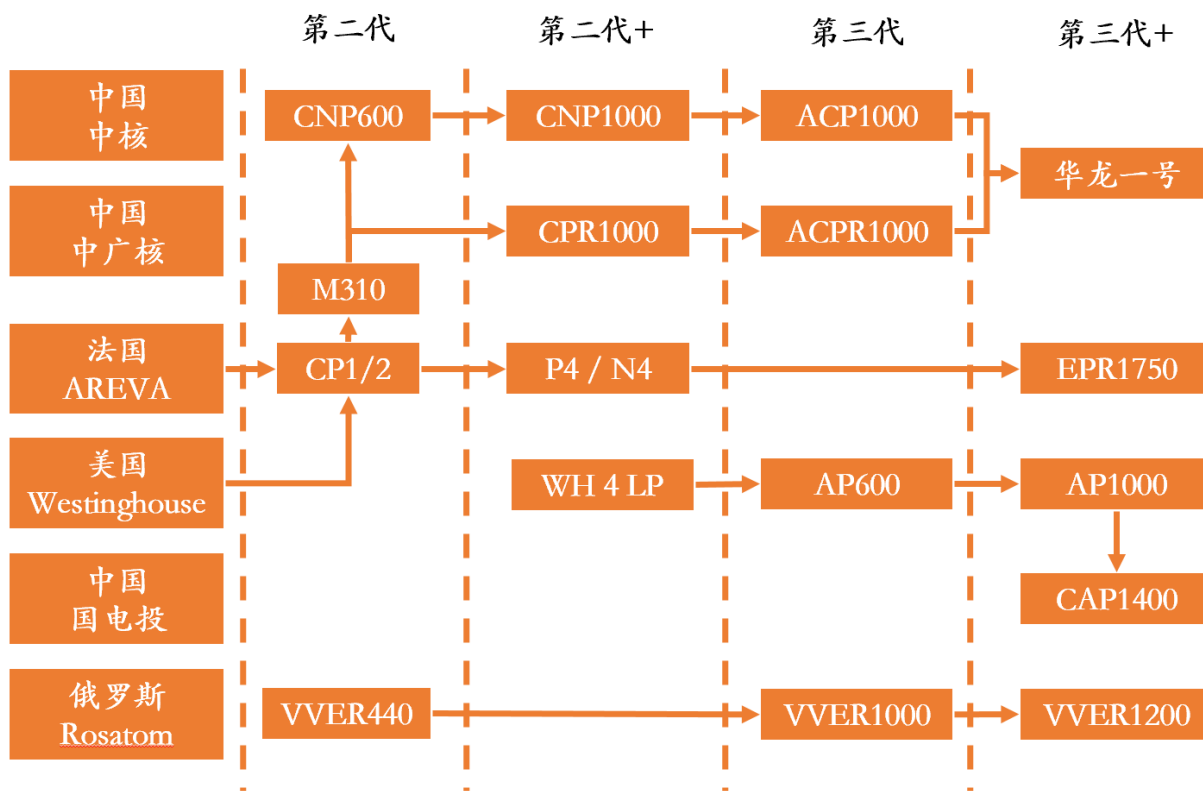 第二代
第二代+
第三代
第三代+
中国
中核
CNP600
CNP1000
ACP1000
华龙一号
中国
中广核
CPR1000
ACPR1000
M310
法国
AREVA
CP1/2
P4 / N4
EPR1750
美国
Westinghouse
WH 4 LP
AP600
AP1000
中国
国电投
CAP1400
俄罗斯
Rosatom
VVER440
VVER1000
VVER1200